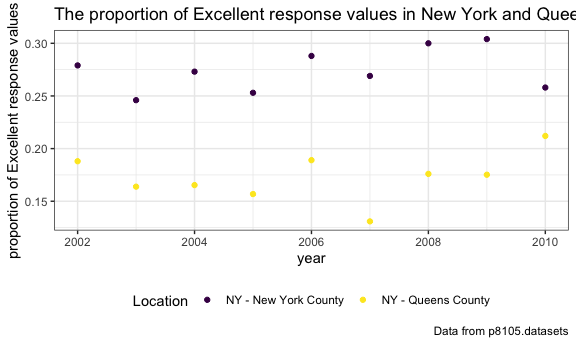 The proportion of Excellent response values in New York and Quee
proportion of Excellent response values
0.30
0.25
0.20
0.15
2002 2004 2006 2008 2010
year
Location NY - New York County NY - Queens County
Data from p8105.datasets